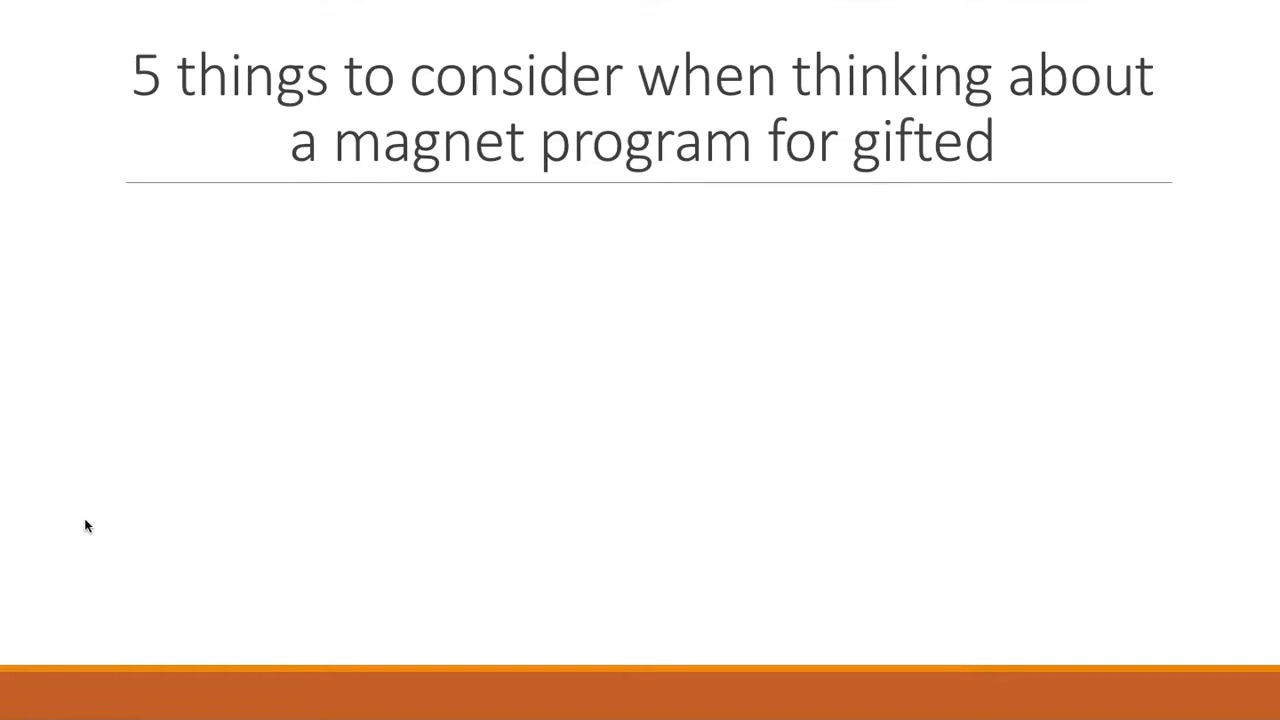 5 things to consider when thinking about
a magnet program for gifted